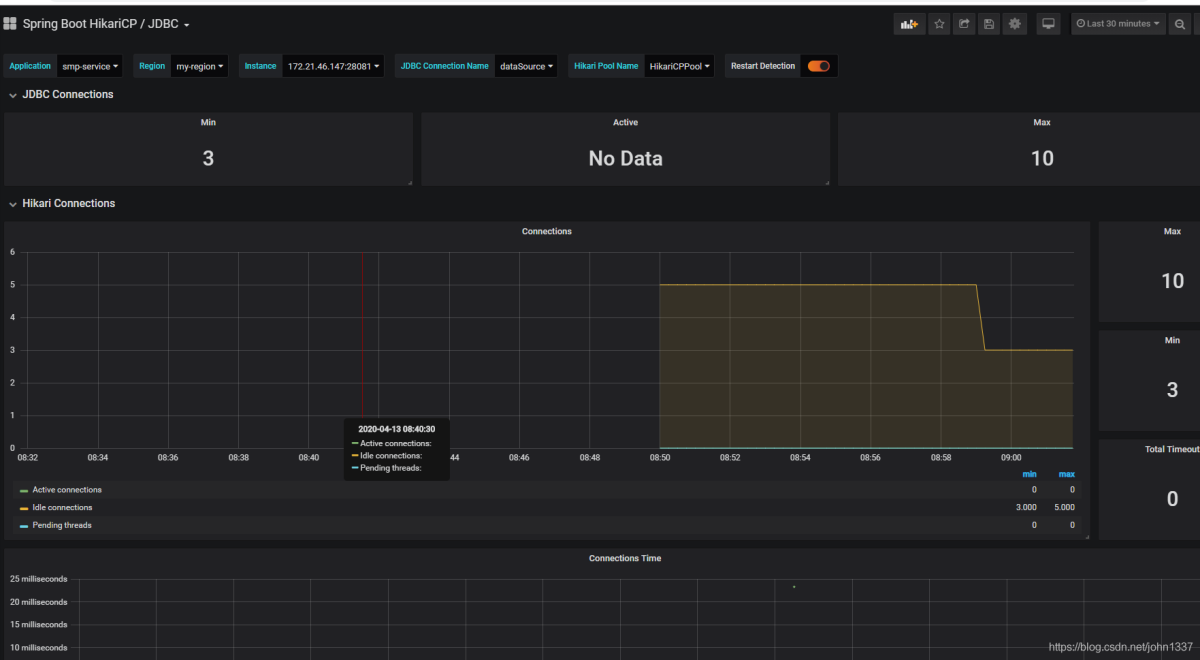 Spring Boot HikariCP / JDBC
Last 30 minutes
Application smp-service Region my-region Instance 172.21.46.147:28081 JDBC Connection Name dataSource Hikari Pool Name HikariCPPool Restart Detection
JDBC Connections
Min Active Max
3 No Data 10
Hikari Connections
Connections
Max
10
Min
3
Total Timeout
0
6
5
4
3
2
1
0
08:32 08:34 08:36 08:38 08:40 44 08:46 08:48 08:50 08:52 08:54 08:56 08:58 09:00
2020-04-13 08:40:30
Active connections:
Idle connections:
Pending threads:
min max
Active connections 0 0
Idle connections 3.000 5.000
Pending threads 0 0
Connections Time
25 milliseconds
20 milliseconds
15 milliseconds
10 milliseconds
https://blog.csdn.net/john1337